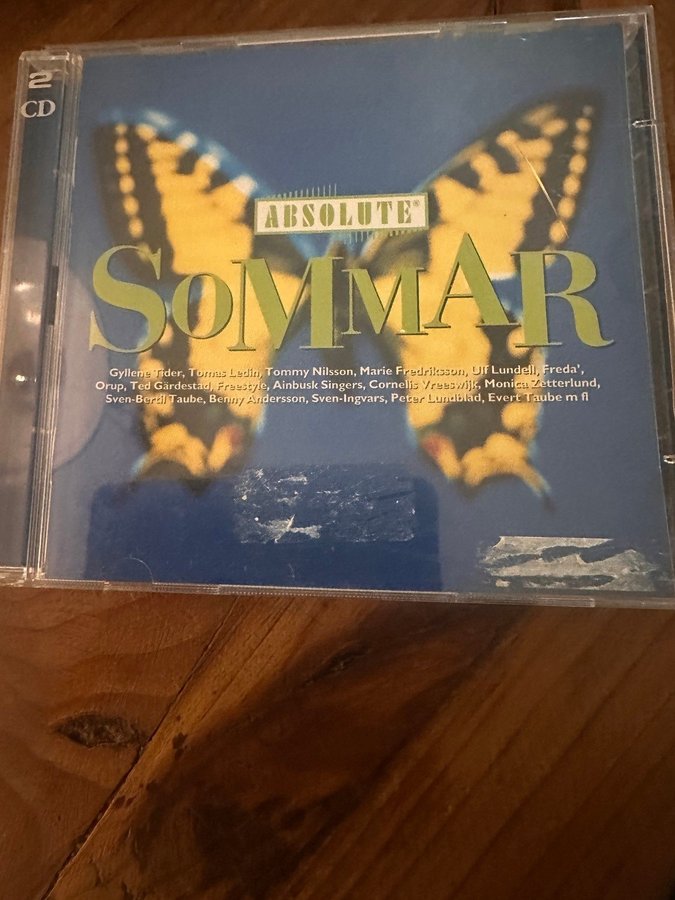 2
CD
ABSOLUTE®
SOMMAR
Gyllene Tider, Tomas Ledin, Tommy Nilsson, Marie Fredriksson, Ulf Lundell, Freda',
Orup, Ted Gärdestad, Freestyle, Ainbusk Singers, Cornelis Vreeswijk, Monica Zetterlund,
Sven-Bertil Taube, Benny Andersson, Sven-Ingvars, Peter Lundblad, Evert Taube m fl